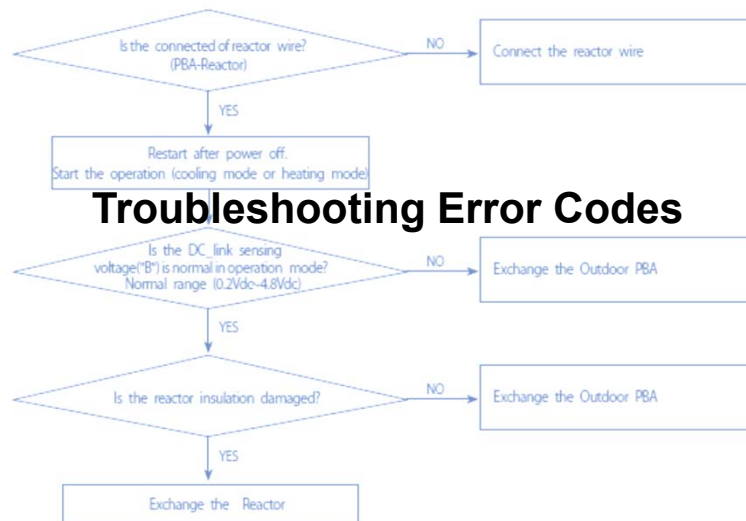 Is the connected of reactor wire?
(PBA-Reactor)
NO
Connect the reactor wire
YES
Restart after power off.
Start the operation (cooling mode or heating mode)
Troubleshooting Error Codes
Is the DC_link sensing
voltage("B") is normal in operation mode?
Normal range (0.2Vdc~4.8Vdc)
NO
Exchange the Outdoor PBA
YES
Is the reactor insulation damaged?
NO
Exchange the Outdoor PBA
YES
Exchange the Reactor